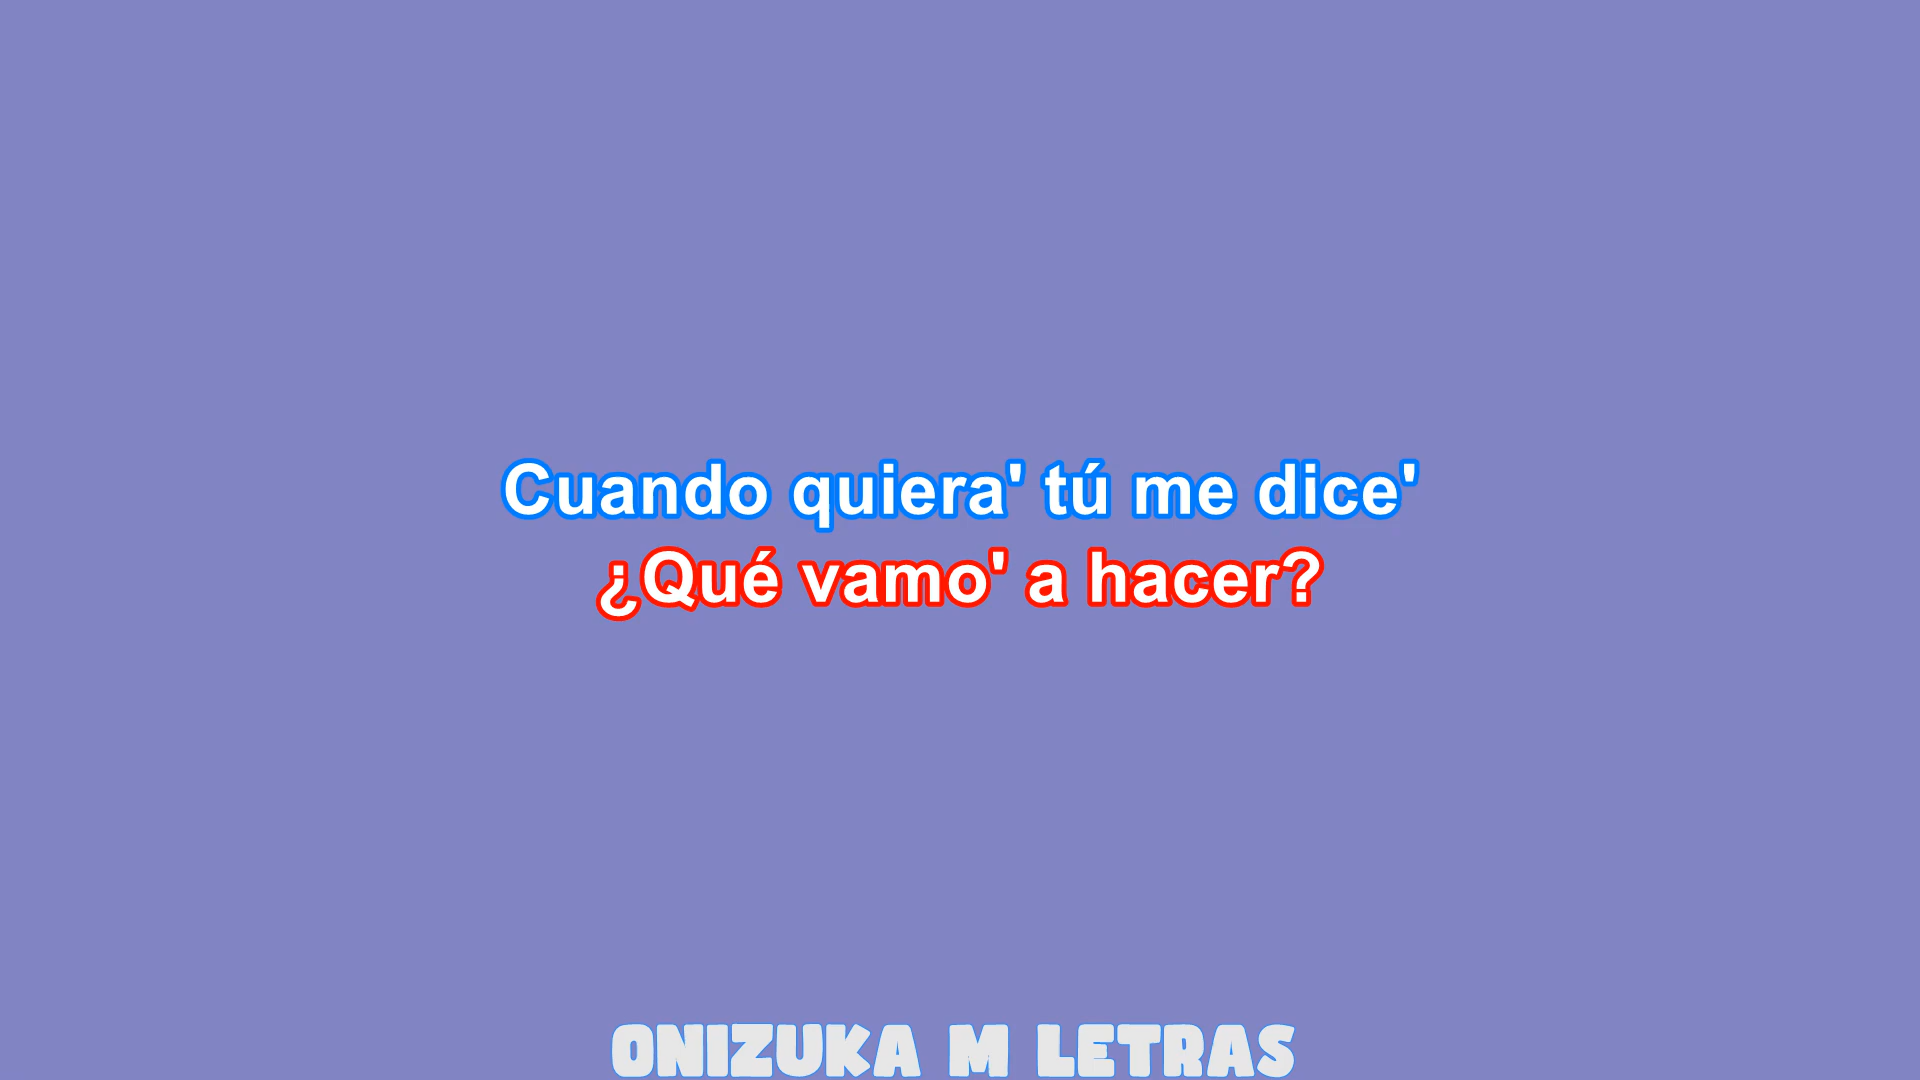 Cuando quiera' tú me dice'
¿Qué vamo' a hacer?
ONIZUKA M LETRAS